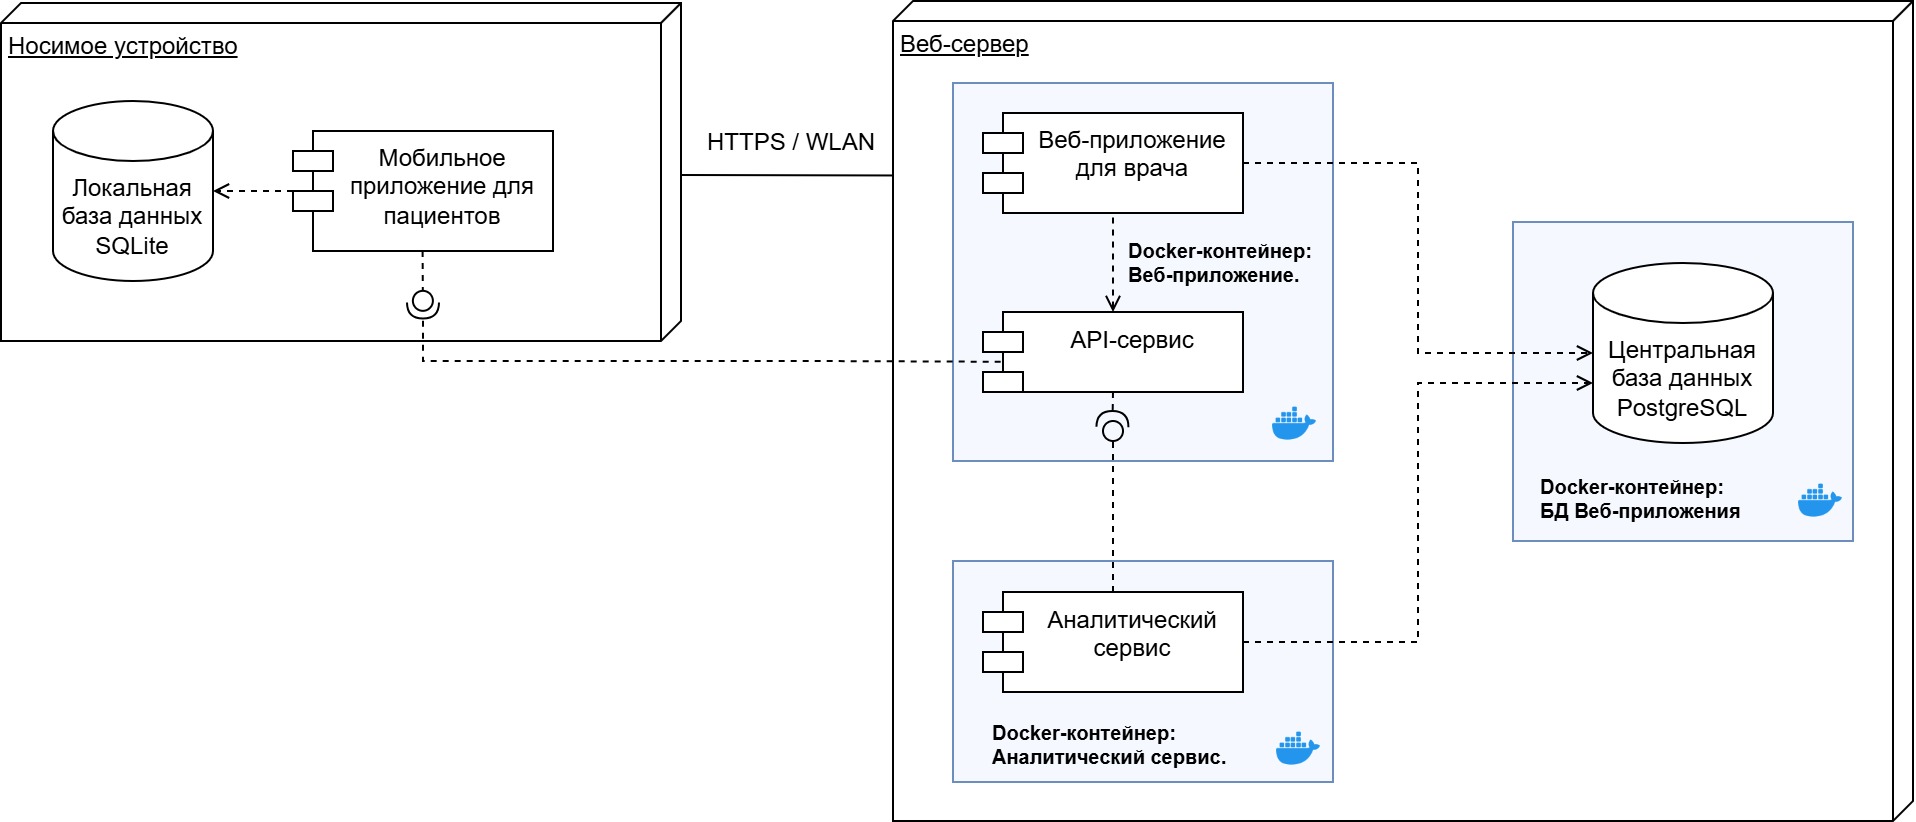 Носимое устройство
Локальная
база данных
SQLite
Мобильное
приложение для
пациентов
HTTPS / WLAN
Веб-сервер
Веб-приложение
для врача
Docker-контейнер:
Веб-приложение.
API-сервис
Центральная
база данных
PostgreSQL
Docker-контейнер:
БД Веб-приложения
Аналитический
сервис
Docker-контейнер:
Аналитический сервис.